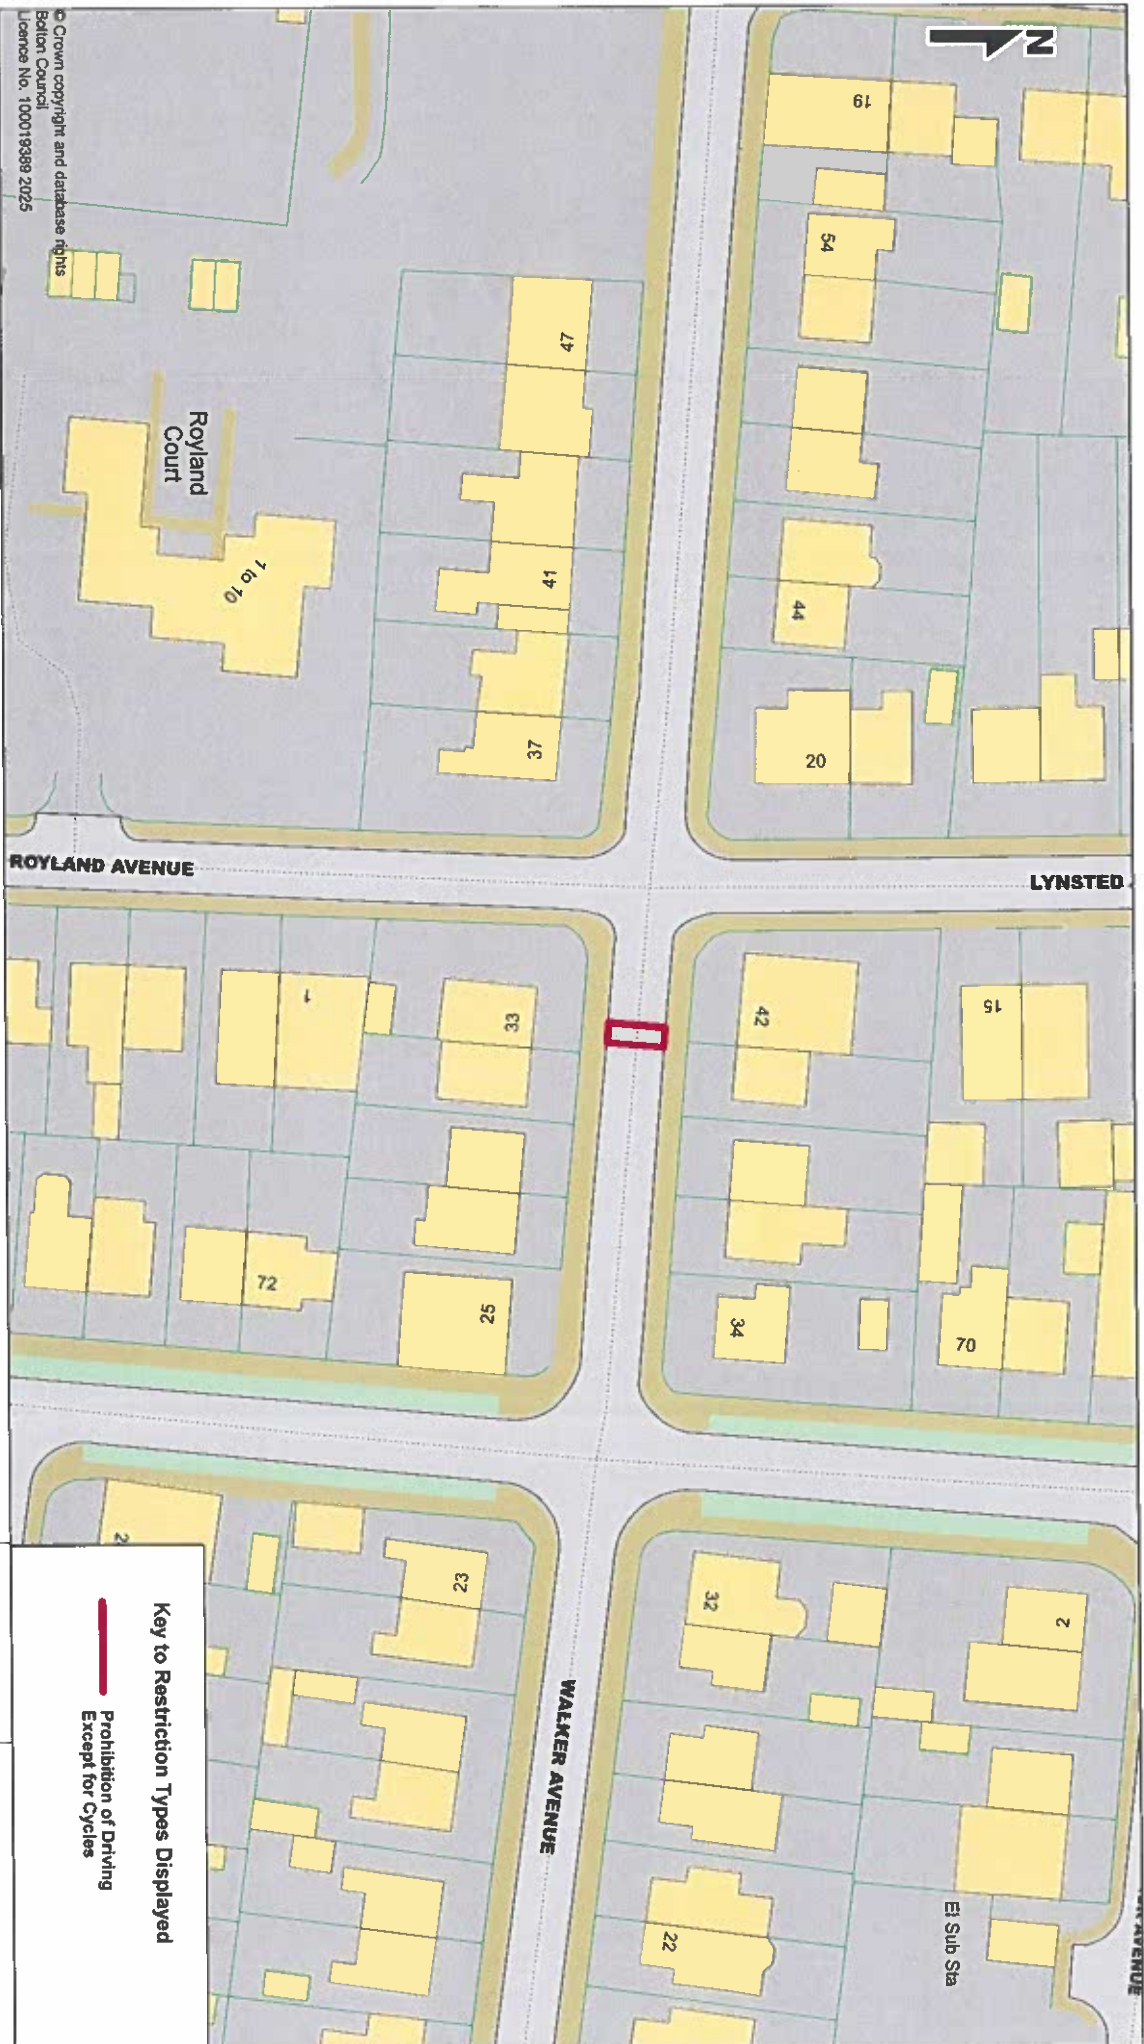 N
19
54
47
Royland
Court
1 to 10
41
44
20
37
ROYLAND AVENUE
LYNSTED
1
33
42
15
72
25
34
70
23
32
2
WALKER AVENUE
22
El Sub Sta
AVENUE
Key to Restriction Types Displayed
Prohibition of Driving
Except for Cycles
© Crown copyright and database rights
Bolton Council
Licence No. 100019389 2025